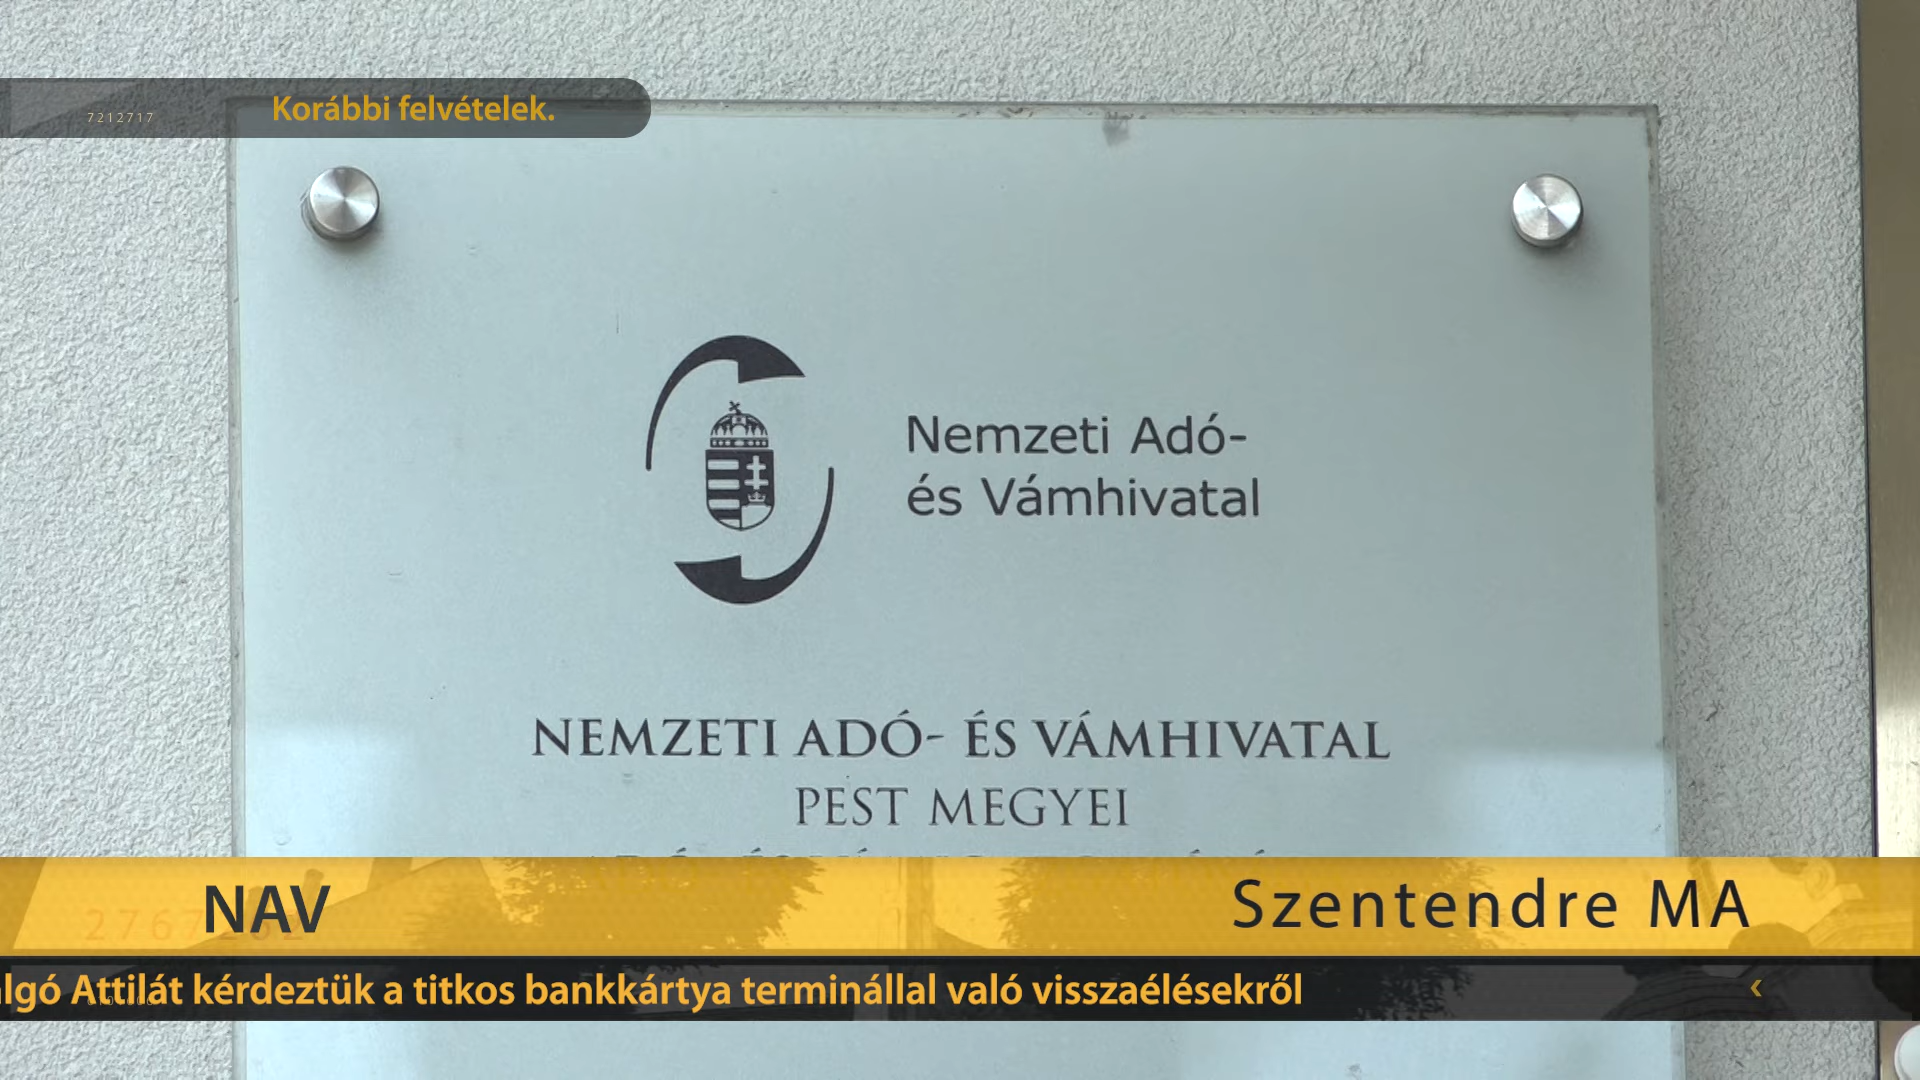 7212717
Korábbi felvételek.
Nemzeti Adó-
és Vámhivatal
NEMZETI ADÓ- ÉS VÁMHIVATAL
PEST MEGYEI
NAV
Szentendre MA
Attilát kérdeztük a titkos bankkártya terminállal való visszaélésekről